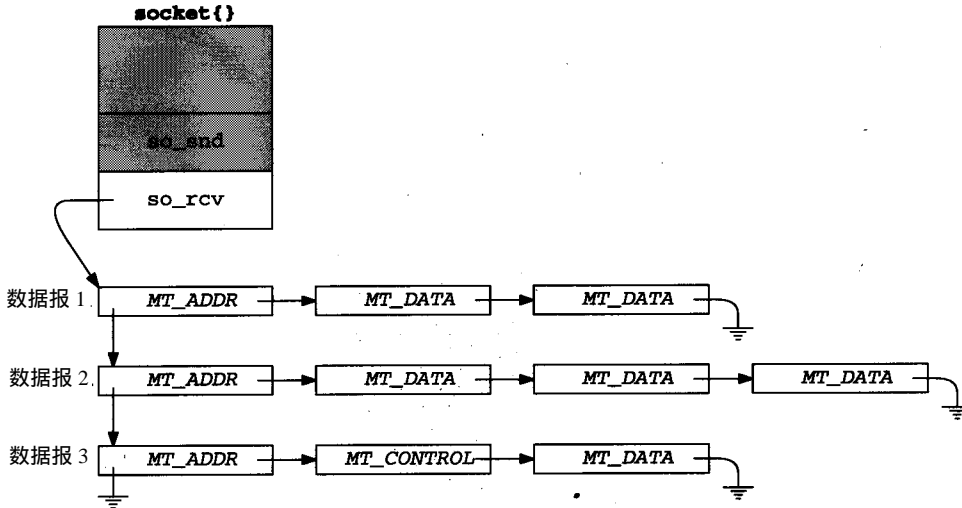 socket{}
so_snd
so_rcv
数据报 1 MT_ADDR MT_DATA MT_DATA
数据报 2 MT_ADDR MT_DATA MT_DATA MT_DATA
数据报 3 MT_ADDR MT_CONTROL MT_DATA